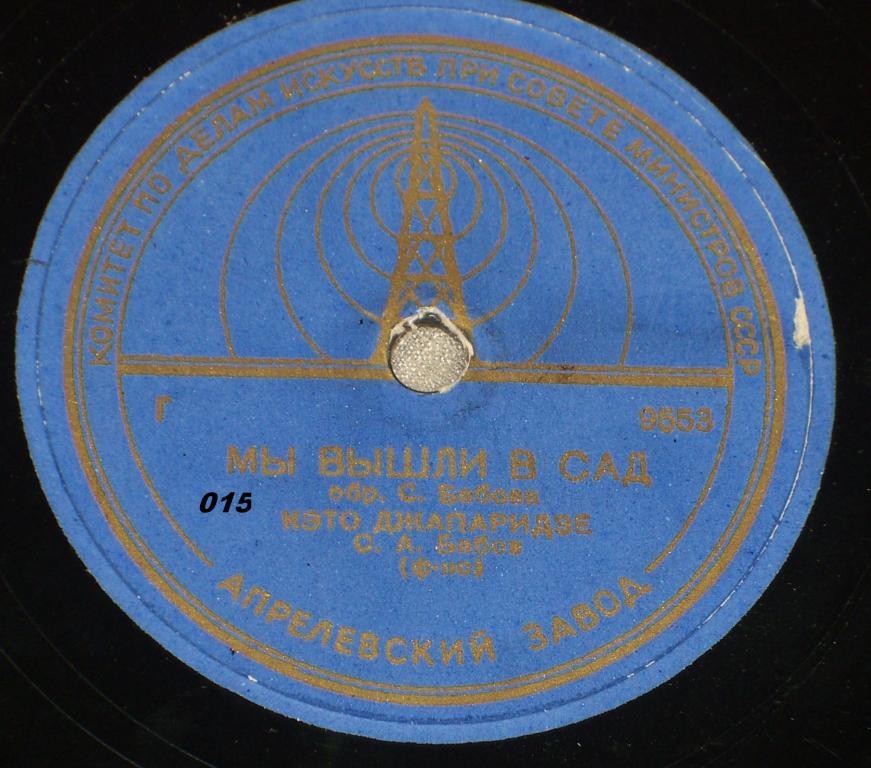 КОМИТЕТ ПО ДЕЛАМ ИСКУССТВ ПРИ СОВЕТЕ МИНИСТРОВ СССР
Г 9653
МЫ ВЫШЛИ В САД
обр. С. Бабова
015
КЭТО ДЖАПАРИДЗЕ
С. А. Бабов
(ф-но)
АПРЕЛЕВСКИЙ ЗАВОД